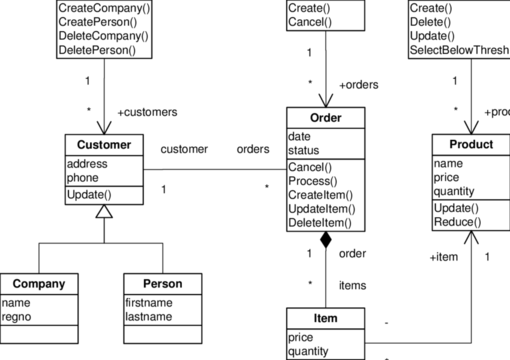 CreateCompany()
CreatePerson()
DeleteCompany()
DeletePerson()
Create()
Cancel()
Create()
Delete()
Update()
SelectBelowThresh
1
*
+customers
1
*
+orders
1
*
+prod
Customer
address
phone
Update()
customer
orders
1
*
Order
date
status
Cancel()
Process()
CreateItem()
UpdateItem()
DeleteItem()
Product
name
price
quantity
Update()
Reduce()
1
order
*
items
+item
1
Company
name
regno
Person
firstname
lastname
Item
price
quantity
-
-